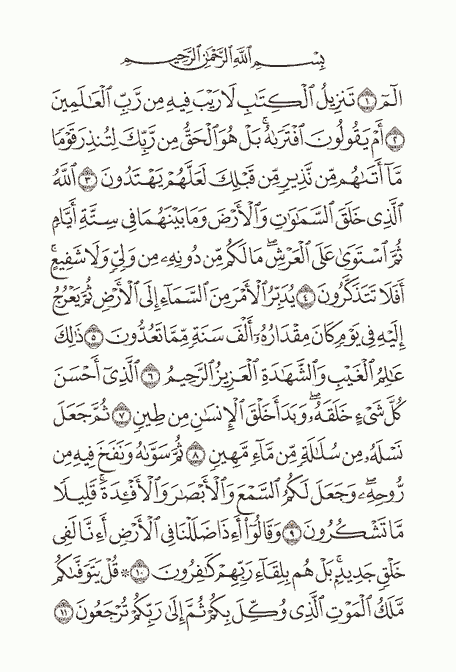 بِسْمِ ٱللَّهِ ٱلرَّحْمَٰنِ ٱلرَّحِيمِ
الٓمٓ ١ تَنزِيلُ ٱلْكِتَٰبِ لَا رَيْبَ فِيهِ مِن رَّبِّ ٱلْعَٰلَمِينَ
٢ أَمْ يَقُولُونَ ٱفْتَرَىٰهُ ۚ بَلْ هُوَ ٱلْحَقُّ مِن رَّبِّكَ لِتُنذِرَ قَوْمًا
مَّآ أَتَىٰهُم مِّن نَّذِيرٍ مِّن قَبْلِكَ لَعَلَّهُمْ يَهْتَدُونَ ٣ ٱللَّهُ
ٱلَّذِى خَلَقَ ٱلسَّمَٰوَٰتِ وَٱلْأَرْضَ وَمَا بَيْنَهُمَا فِى سِتَّةِ أَيَّامٍ
ثُمَّ ٱسْتَوَىٰ عَلَى ٱلْعَرْشِ ۖ مَا لَكُم مِّن دُونِهِۦ مِن وَلِىٍّ وَلَا شَفِيعٍ ۚ
أَفَلَا تَتَذَكَّرُونَ ٤ يُدَبِّرُ ٱلْأَمْرَ مِنَ ٱلسَّمَآءِ إِلَى ٱلْأَرْضِ ثُمَّ يَعْرُجُ
إِلَيْهِ فِى يَوْمٍ كَانَ مِقْدَارُهُۥٓ أَلْفَ سَنَةٍ مِّمَّا تَعُدُّونَ ٥ ذَٰلِكَ
عَٰلِمُ ٱلْغَيْبِ وَٱلشَّهَٰدَةِ ٱلْعَزِيزُ ٱلرَّحِيمُ ٦ ٱلَّذِىٓ أَحْسَنَ
كُلَّ شَىْءٍ خَلَقَهُۥ ۖ وَبَدَأَ خَلْقَ ٱلْإِنسَٰنِ مِن طِينٍ ٧ ثُمَّ جَعَلَ
نَسْلَهُۥ مِن سُلَٰلَةٍ مِّن مَّآءٍ مَّهِينٍ ٨ ثُمَّ سَوَّىٰهُ وَنَفَخَ فِيهِ مِن
رُّوحِهِۦ ۖ وَجَعَلَ لَكُمُ ٱلسَّمْعَ وَٱلْأَبْصَٰرَ وَٱلْأَفْـِٔدَةَ ۚ قَلِيلًا
مَّا تَشْكُرُونَ ٩ وَقَالُوٓا۟ أَءِذَا ضَلَلْنَا فِى ٱلْأَرْضِ أَءِنَّا لَفِى
خَلْقٍ جَدِيدٍۭ ۚ بَلْ هُم بِلِقَآءِ رَبِّهِمْ كَٰفِرُونَ ١٠ ۞ قُلْ يَتَوَفَّىٰكُم
مَّلَكُ ٱلْمَوْتِ ٱلَّذِى وُكِّلَ بِكُمْ ثُمَّ إِلَىٰ رَبِّكُمْ تُرْجَعُونَ ١١